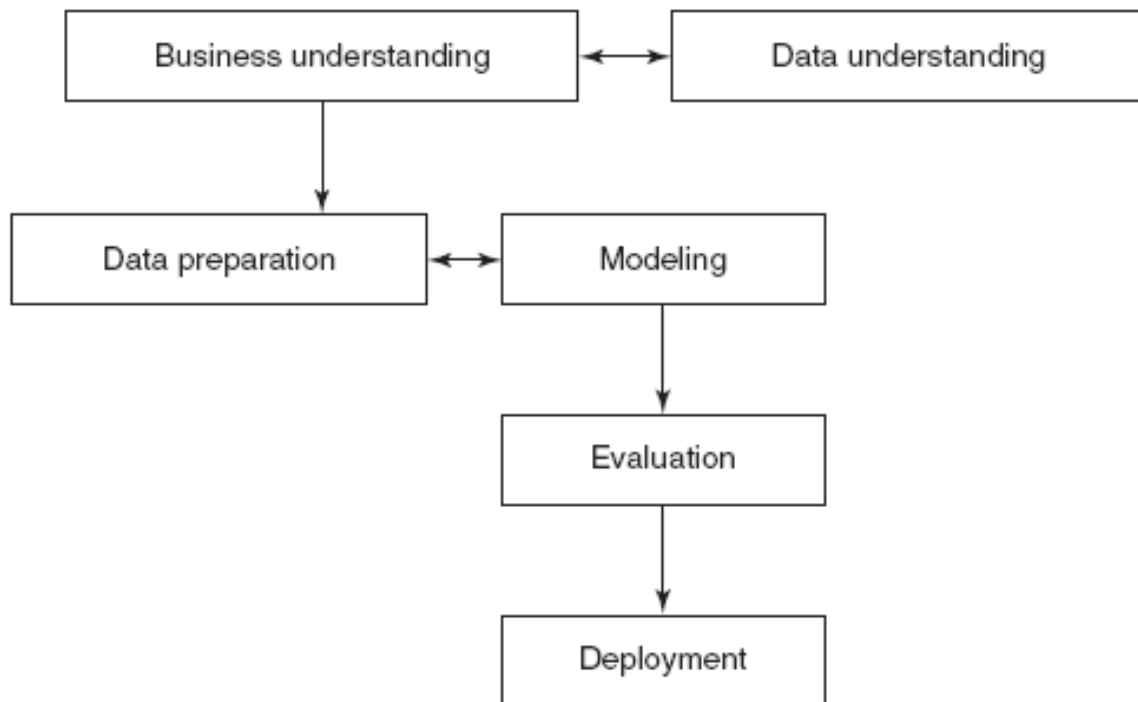 Business understanding
Data understanding
Data preparation
Modeling
Evaluation
Deployment